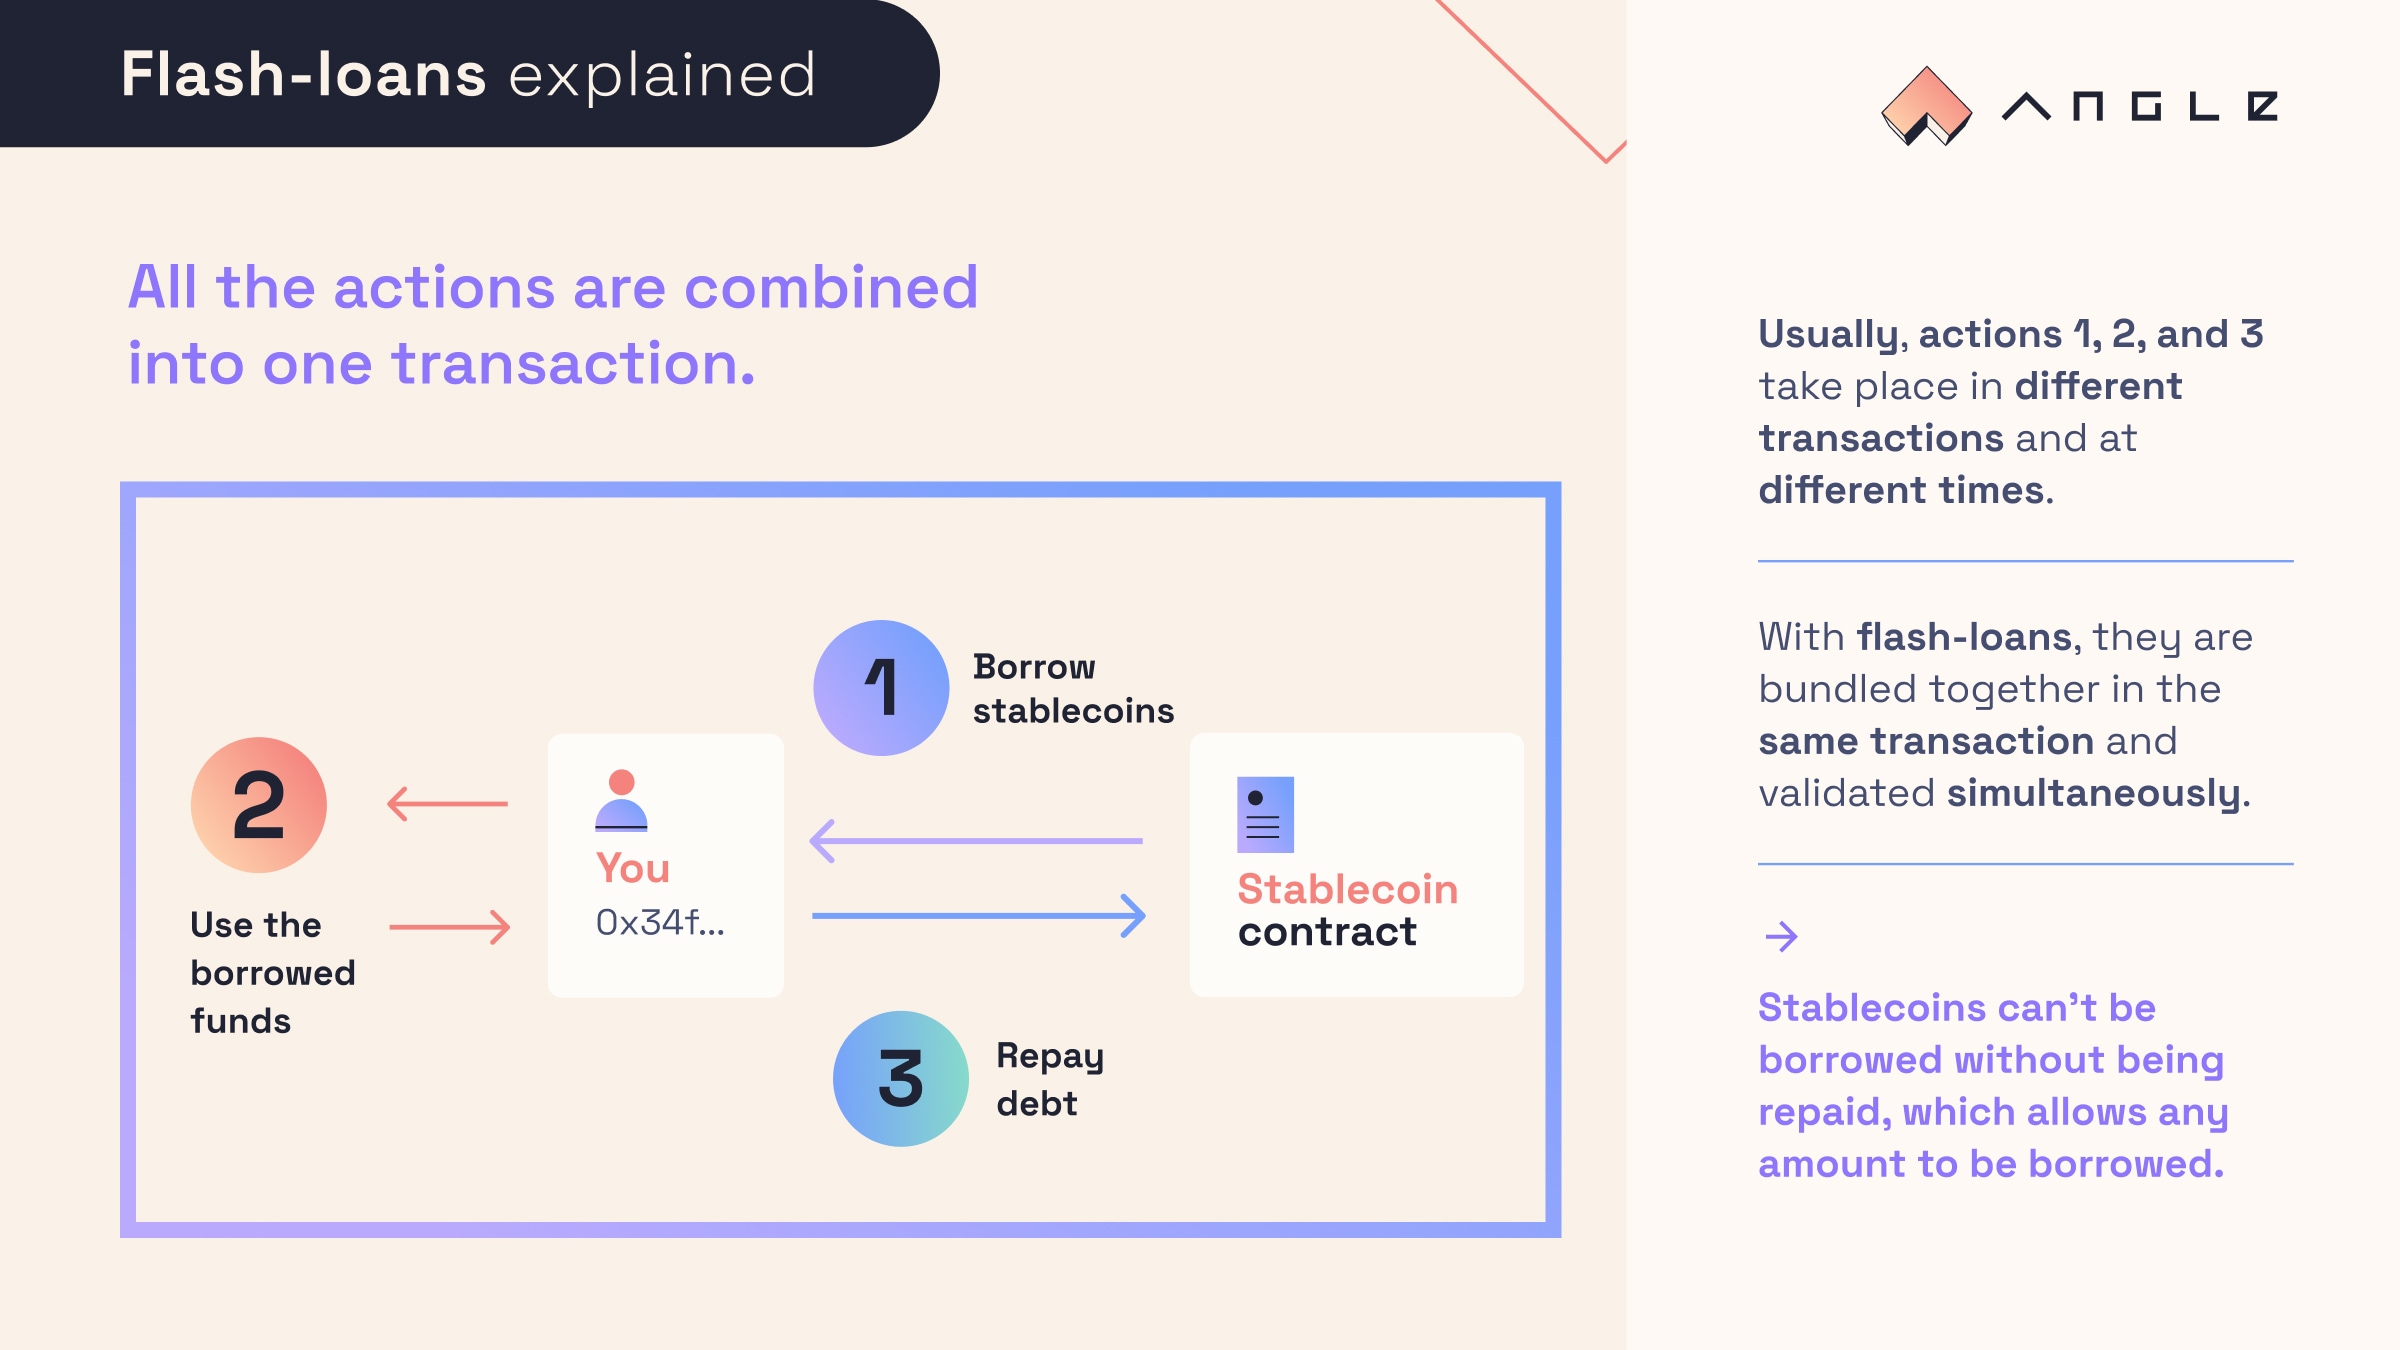 Flash-loans explained
ANGLE
All the actions are combined
into one transaction.
1
Borrow
stablecoins
2
Use the
borrowed
funds
You
0x34f...
Stablecoin
contract
3
Repay
debt
Usually, actions 1, 2, and 3
take place in different
transactions and at
different times.
With flash-loans, they are
bundled together in the
same transaction and
validated simultaneously.
Stablecoins can't be
borrowed without being
repaid, which allows any
amount to be borrowed.